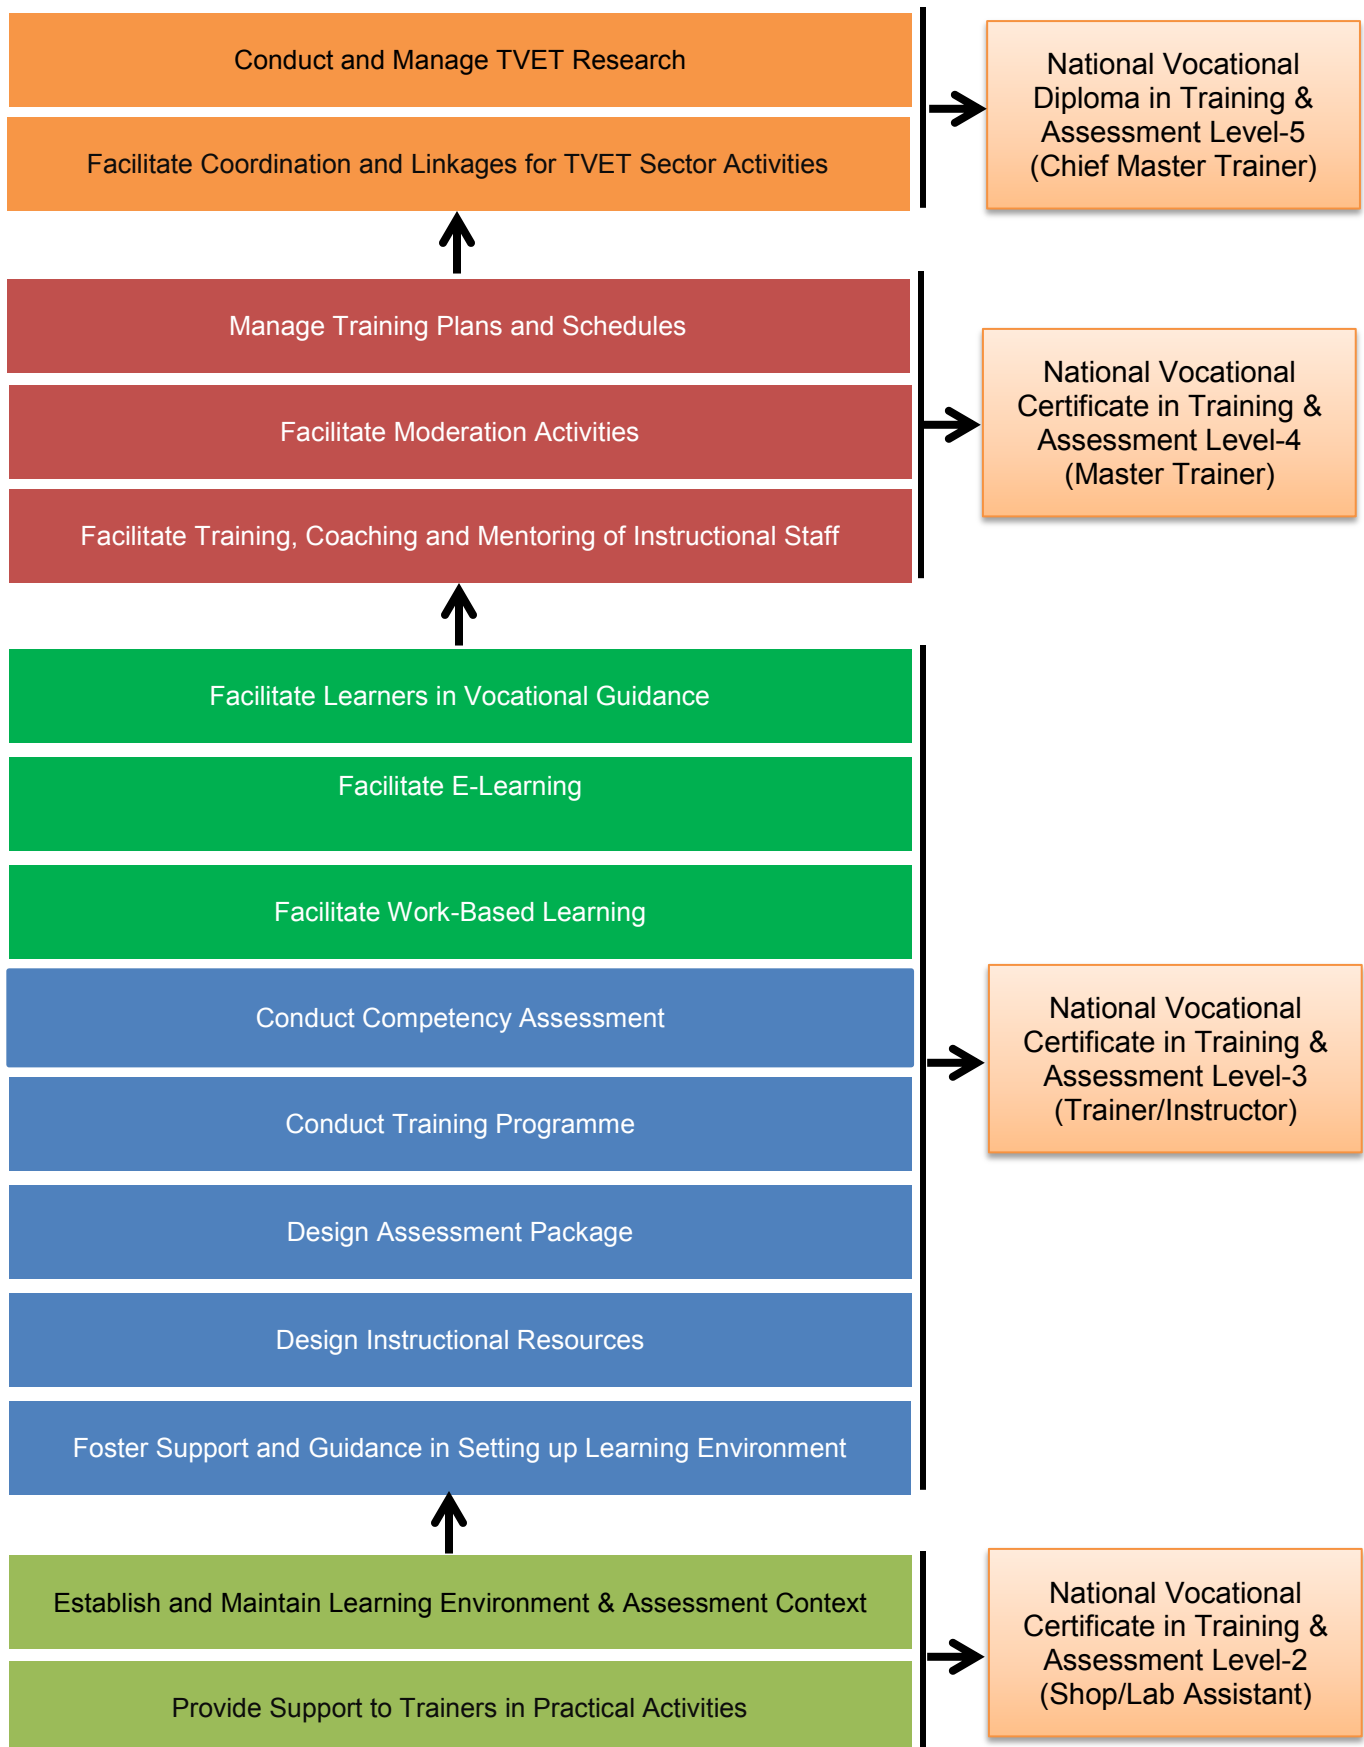 Conduct and Manage TVET Research
Facilitate Coordination and Linkages for TVET Sector Activities
National Vocational
Diploma in Training &
Assessment Level-5
(Chief Master Trainer)
Manage Training Plans and Schedules
Facilitate Moderation Activities
Facilitate Training, Coaching and Mentoring of Instructional Staff
National Vocational
Certificate in Training &
Assessment Level-4
(Master Trainer)
Facilitate Learners in Vocational Guidance
Facilitate E-Learning
Facilitate Work-Based Learning
Conduct Competency Assessment
Conduct Training Programme
Design Assessment Package
Design Instructional Resources
Foster Support and Guidance in Setting up Learning Environment
National Vocational
Certificate in Training &
Assessment Level-3
(Trainer/Instructor)
Establish and Maintain Learning Environment & Assessment Context
Provide Support to Trainers in Practical Activities
National Vocational
Certificate in Training &
Assessment Level-2
(Shop/Lab Assistant)